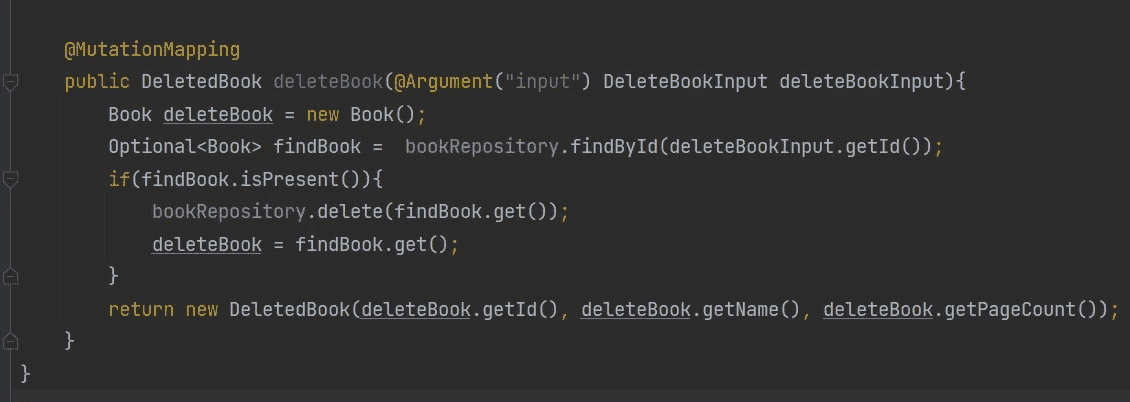 @MutationMapping
public DeletedBook deleteBook(@Argument("input") DeleteBookInput deleteBookInput){
Book deleteBook = new Book();
Optional<Book> findBook =  bookRepository.findById(deleteBookInput.getId());
if(findBook.isPresent()){
bookRepository.delete(findBook.get());
deleteBook = findBook.get();
}
return new DeletedBook(deleteBook.getId(), deleteBook.getName(), deleteBook.getPageCount());
}
}